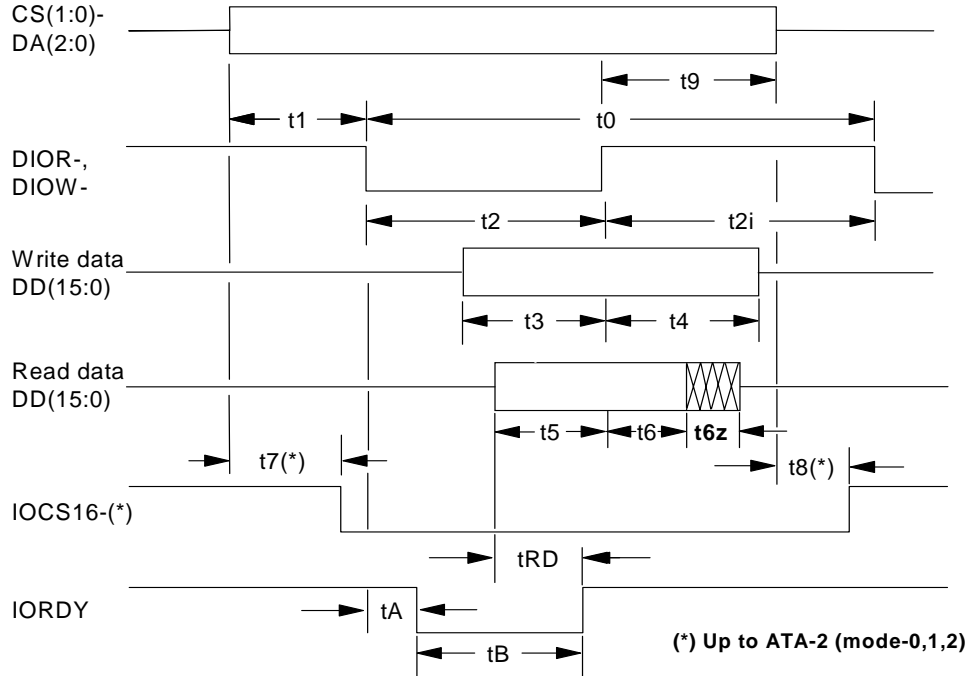 CS(1:0)-
DA(2:0)
t9
t1
t0
DIOR-,
DIOW-
t2
t2i
Write data
DD(15:0)
t3
t4
Read data
DD(15:0)
t5
t6
t6z
t7(*)
t8(*)
IOCS16-(*)
tRD
IORDY
tA
tB
(*) Up to ATA-2 (mode-0,1,2)